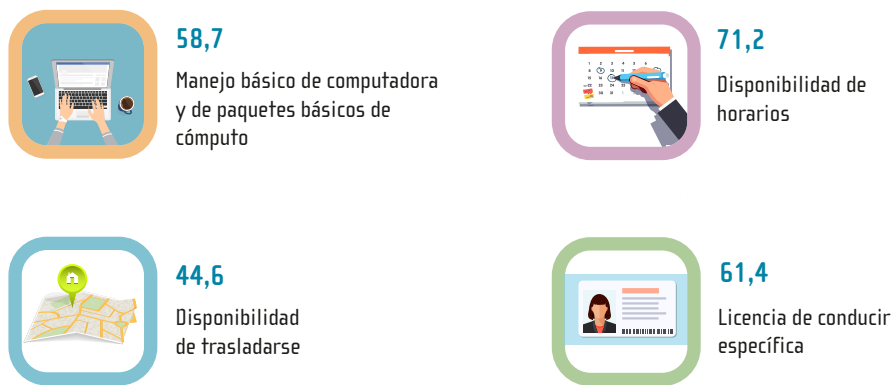 58,7
Manejo básico de computadora
y de paquetes básicos de
cómputo
71,2
Disponibilidad de
horarios
44,6
Disponibilidad
de trasladarse
61,4
Licencia de conducir
específica